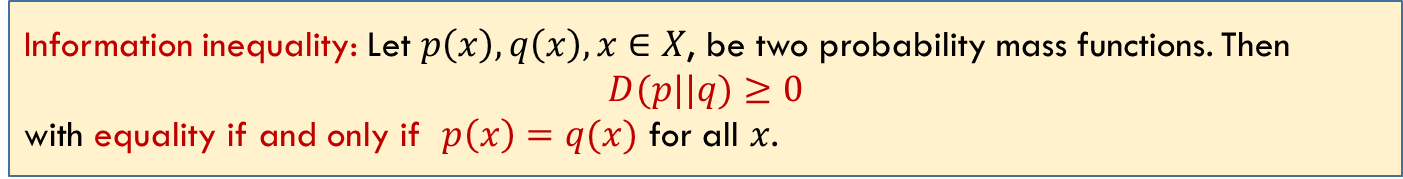 Information inequality: Let p(x), q(x), x ∈ X, be two probability mass functions. Then
D(p||q) ≥ 0
with equality if and only if p(x) = q(x) for all x.